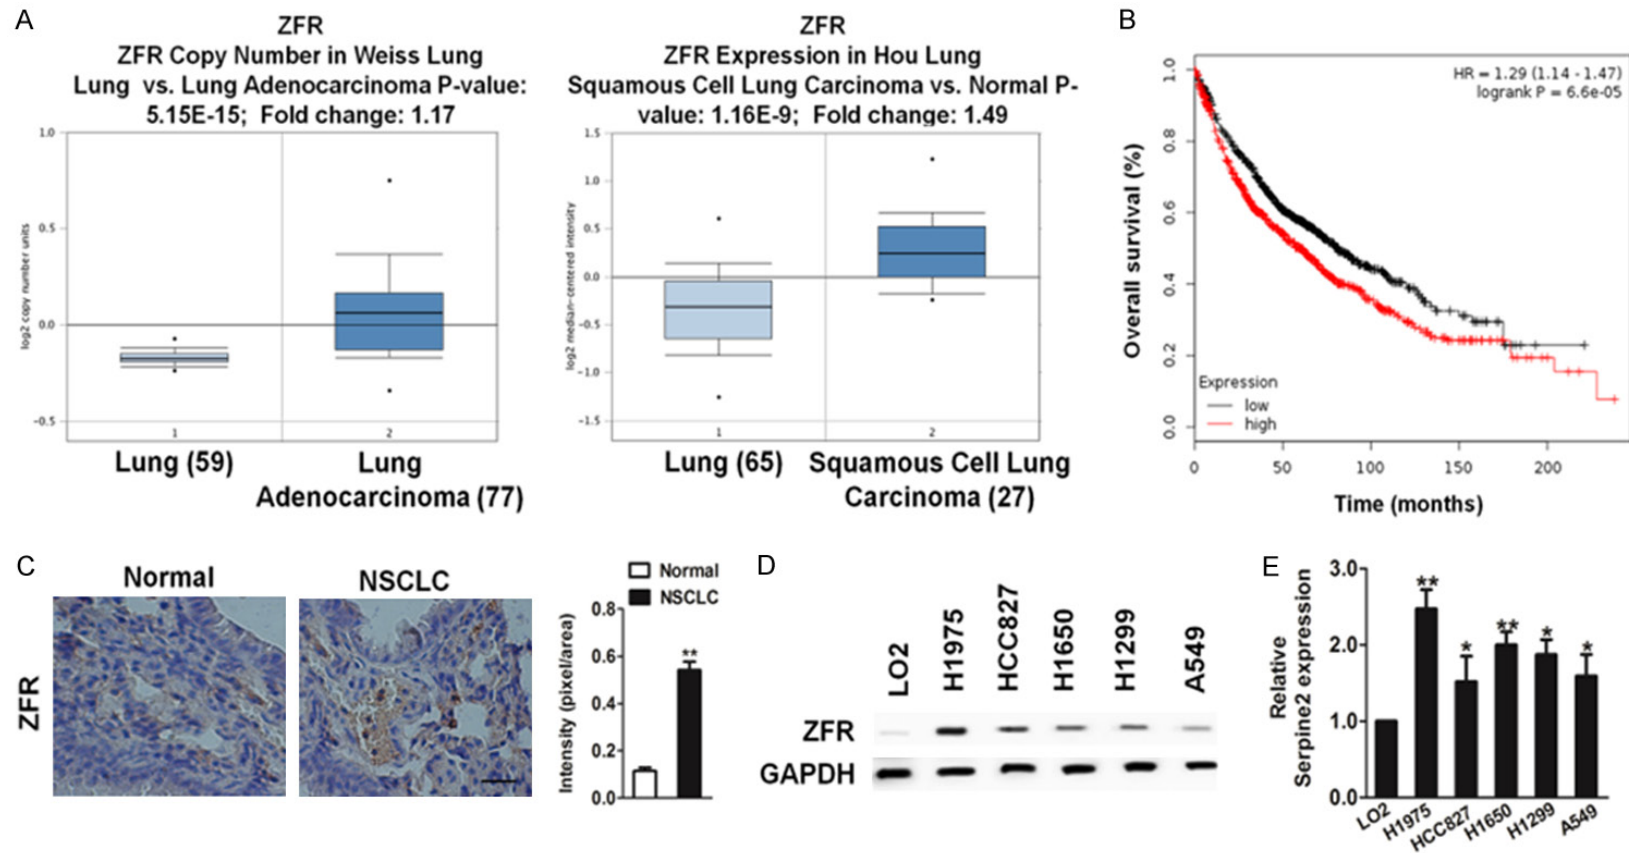 A
ZFR
ZFR Copy Number in Weiss Lung
Lung vs. Lung Adenocarcinoma P-value:
5.15E-15; Fold change: 1.17
log2 copy number units
1.0
0.5
0.0
−0.5
1
2
Lung (59)
Lung
Adenocarcinoma (77)
ZFR
ZFR Expression in Hou Lung
Squamous Cell Lung Carcinoma vs. Normal P-
value: 1.16E-9; Fold change: 1.49
log2 median-centered intensity
1.5
1.0
0.5
0.0
−0.5
−1.0
−1.5
1
2
Lung (65)
Squamous Cell Lung
Carcinoma (27)
B
HR = 1.29 (1.14 - 1.47)
logrank P = 6.6e-05
Overall survival (%)
1.0
0.8
0.6
0.4
0.2
0.0
Expression
low
high
0
50
100
150
200
Time (months)
C
Normal
NSCLC
ZFR
Normal
NSCLC
Intensity (pixel/area)
0.8
0.6
0.4
0.2
0.0
**
D
LO2
H1975
HCC827
H1650
H1299
A549
ZFR
GAPDH
E
Relative
Serpine2 expression
3.0
2.0
1.0
0.0
**
*
**
*
*
LO2
H1975
HCC827
H1650
H1299
A549